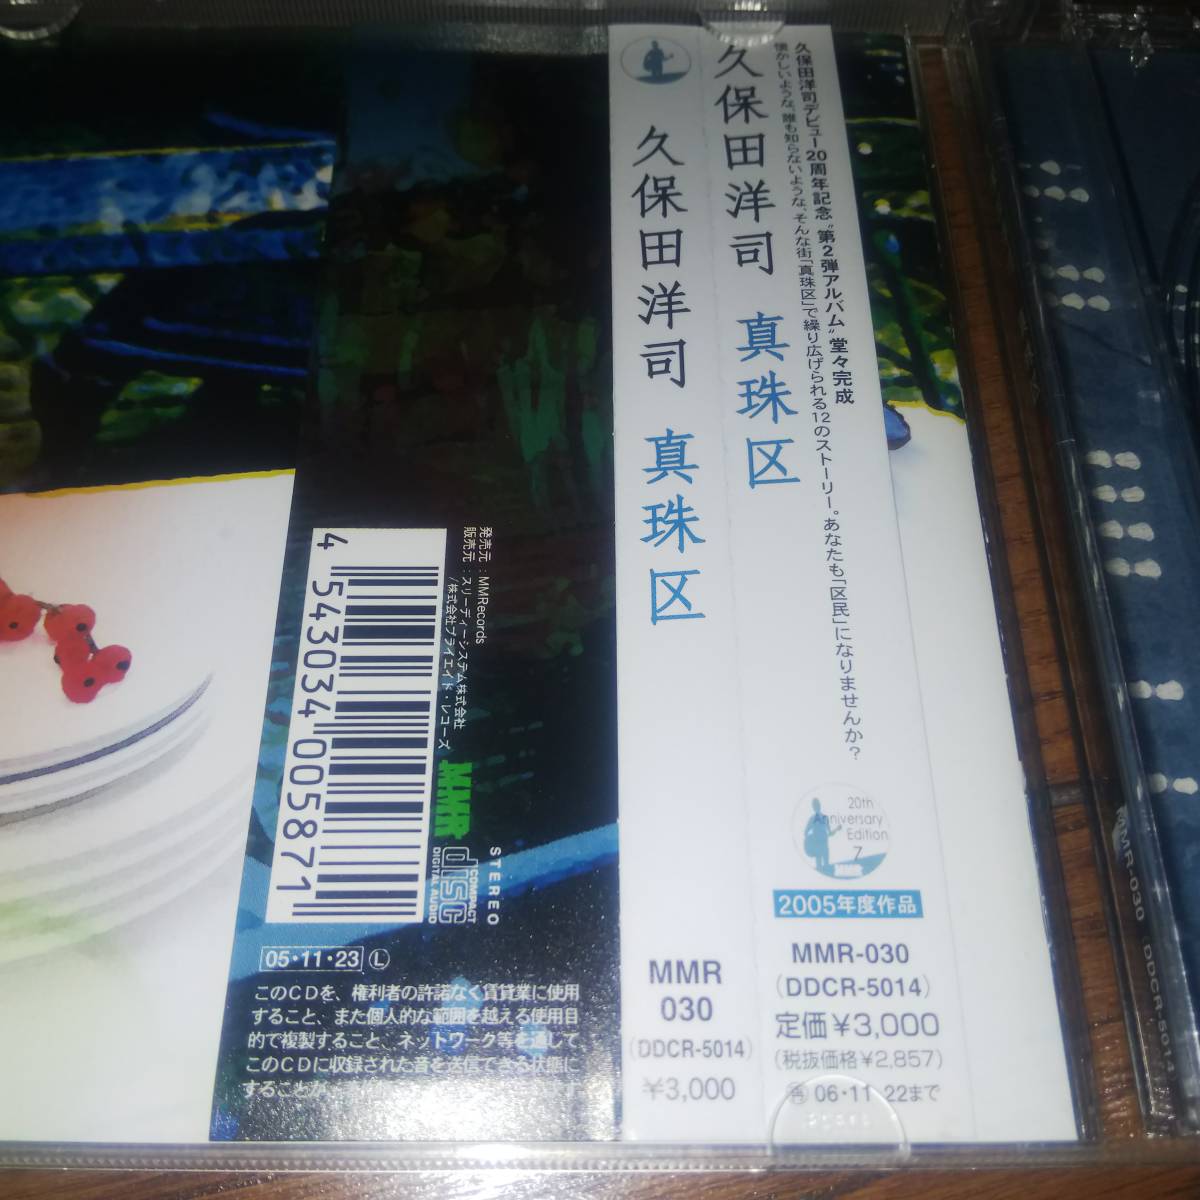 久保田洋司デビュー20周年記念“第2弾アルバム”堂々完成
懐かしいような、誰も知らないような、そんな街「真珠区」で繰り広げられる12のストーリー。あなたも「区民」になりませんか？
久保田洋司 真珠区
20th
Anniversary
Edition
7
MMR
2005年度作品
MMR-030
(DDCR-5014)
定価¥3,000
(税抜価格¥2,857)
再 06・11・22まで
久保田洋司 真珠区
MMR
030
(DDCR-5014)
¥3,000
発売元：MMRecords
販売元：スリーディーシステム株式会社
/株式会社ブライエイド・レコーズ
4 543034 005871
MMR
COMPACT
disc
DIGITAL AUDIO
STEREO
05・11・23 L
このCDを、権利者の許諾なく賃貸業に使用
すること、また個人的な範囲を越える使用目
的で複製すること、ネットワーク等を通して
このCDに収録された音を送信できる状態に
することが
MMR-030 (DDCR-5014)